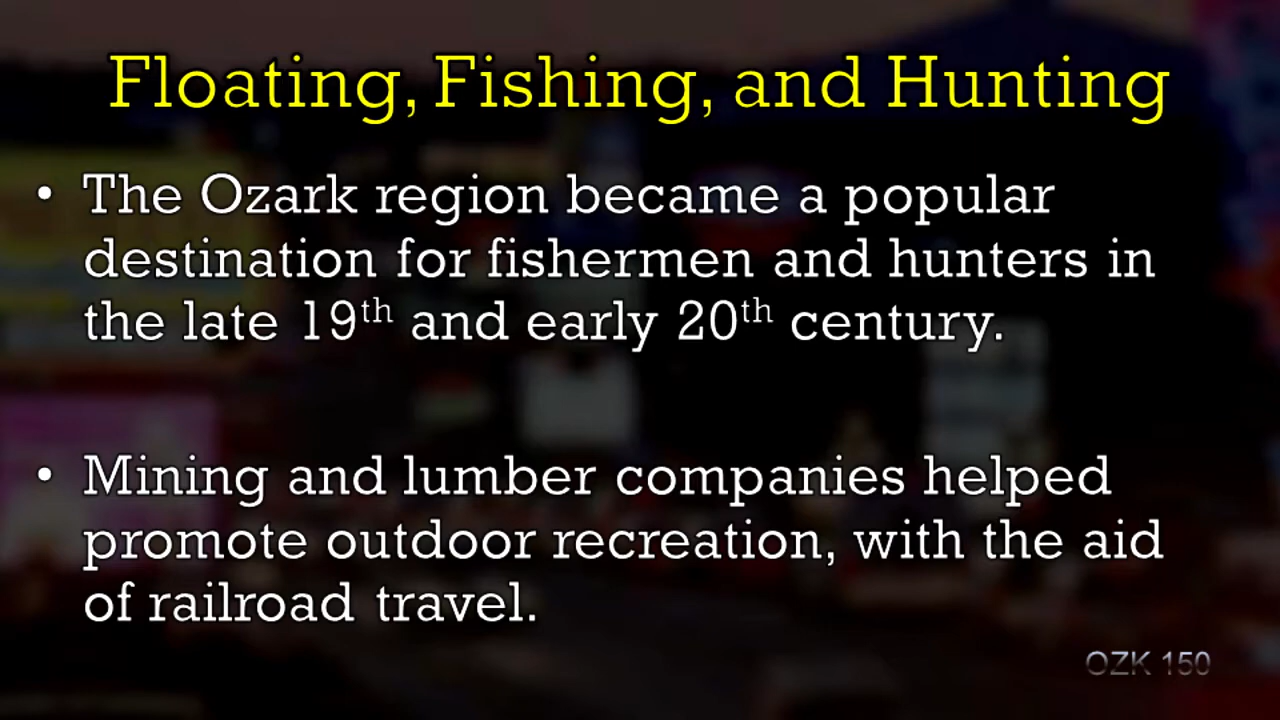 Floating, Fishing, and Hunting
• The Ozark region became a popular
destination for fishermen and hunters in
the late 19th and early 20th century.
• Mining and lumber companies helped
promote outdoor recreation, with the aid
of railroad travel.
OZK 150